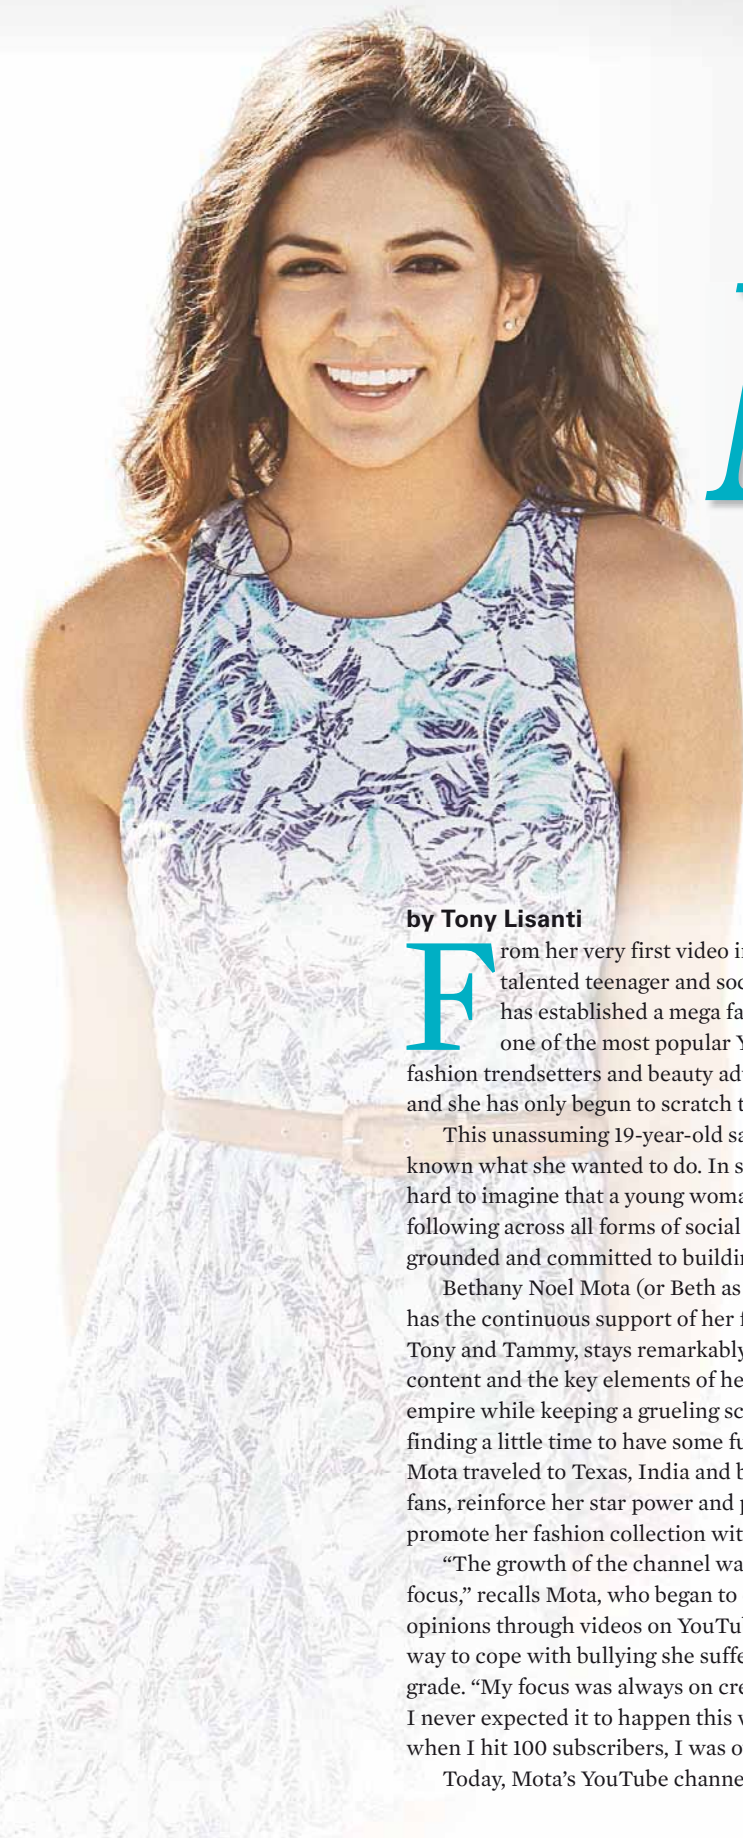 by Tony Lisanti
From her very first video i
talented teenager and soc
has established a mega fa
one of the most popular Y
fashion trendsetters and beauty ad
and she has only begun to scratch t
This unassuming 19-year-old sa
known what she wanted to do. In s
hard to imagine that a young woma
following across all forms of social
grounded and committed to buildi
Bethany Noel Mota (or Beth as
has the continuous support of her f
Tony and Tammy, stays remarkably
content and the key elements of he
empire while keeping a grueling sc
finding a little time to have some fu
Mota traveled to Texas, India and b
fans, reinforce her star power and p
promote her fashion collection wit
“The growth of the channel wa
focus,” recalls Mota, who began to
opinions through videos on YouTu
way to cope with bullying she suffe
grade. “My focus was always on cre
I never expected it to happen this w
when I hit 100 subscribers, I was o
Today, Mota’s YouTube channe